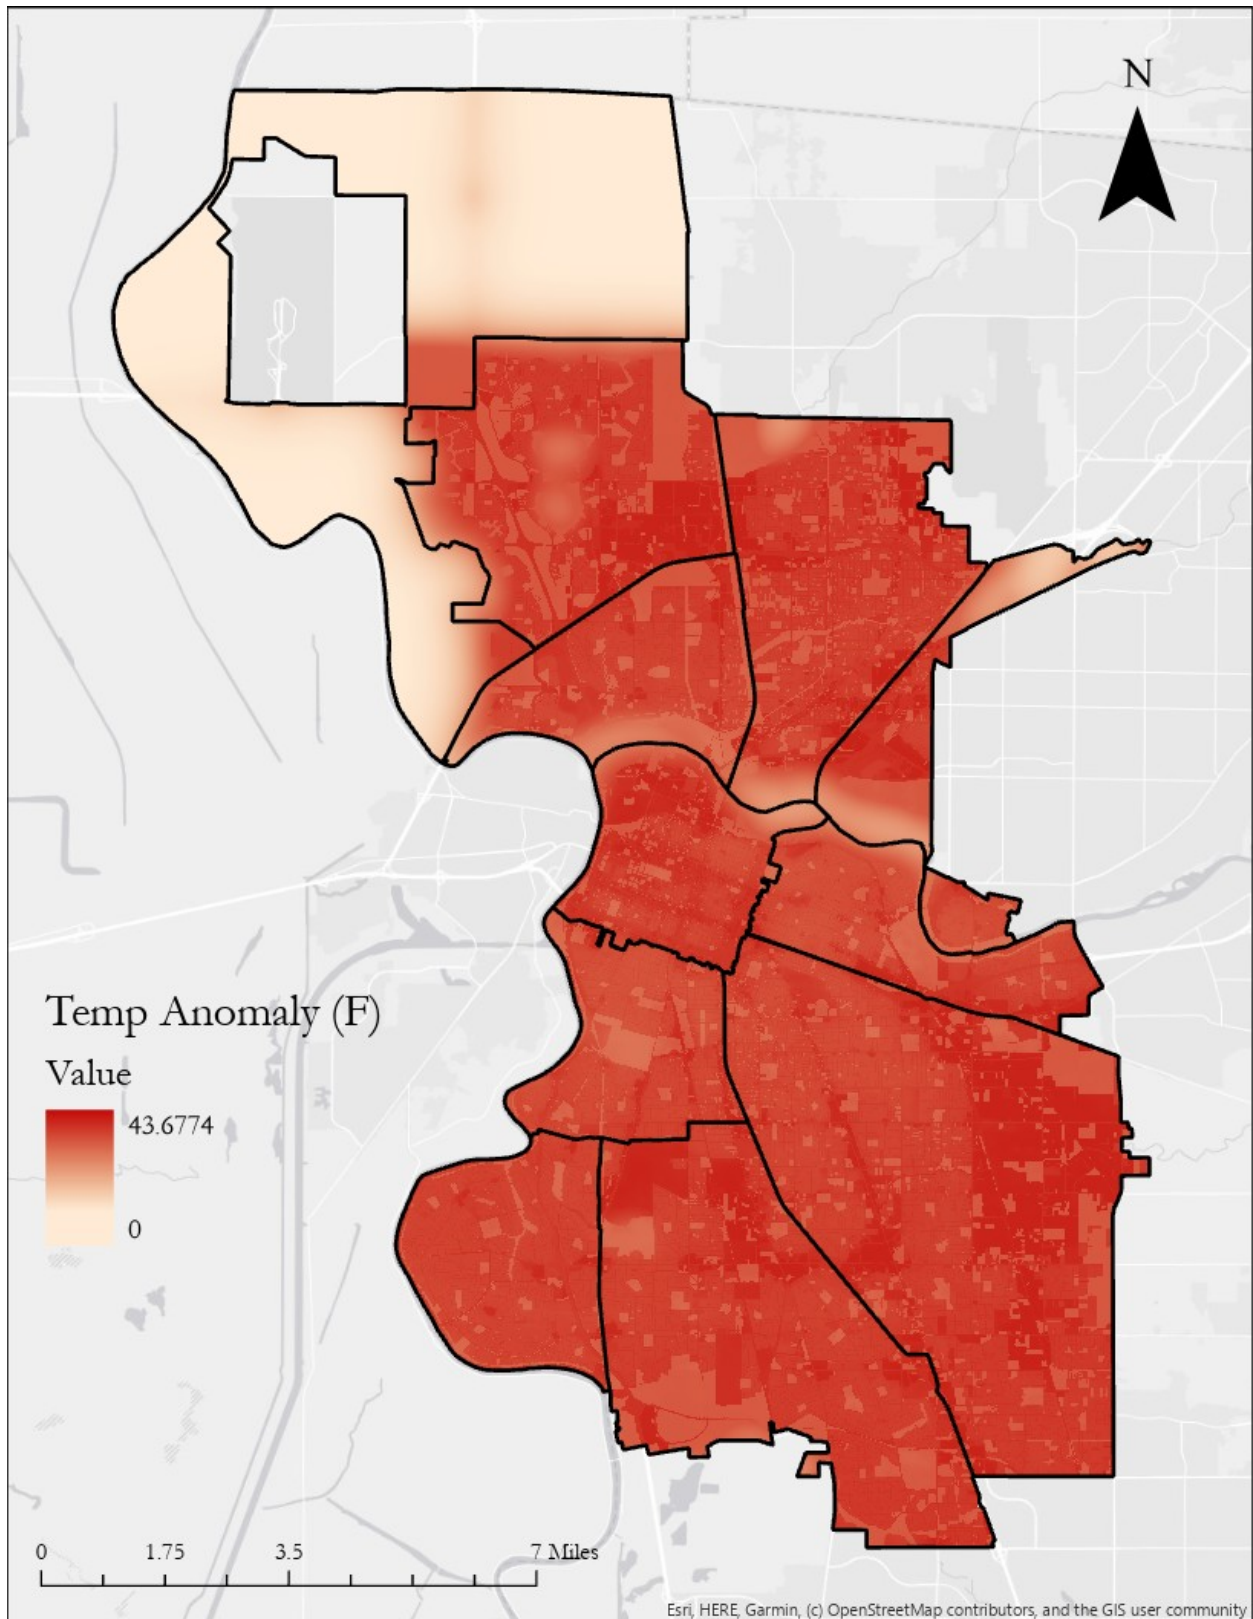 N
Temp Anomaly (F)
Value
43.6774
0
0 1.75 3.5 7 Miles
Esri, HERE, Garmin, (c) OpenStreetMap contributors, and the GIS user community